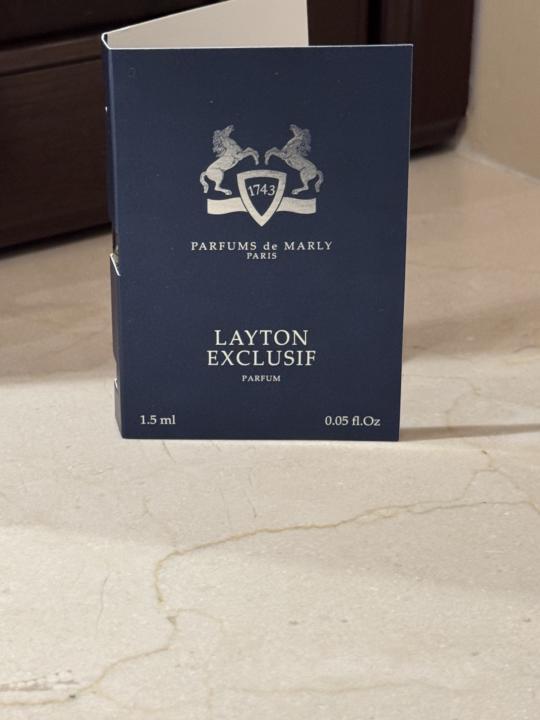 1743
PARFUMS de MARLY
PARIS
LAYTON
EXCLUSIF
PARFUM
1.5 ml 0.05 fl.Oz